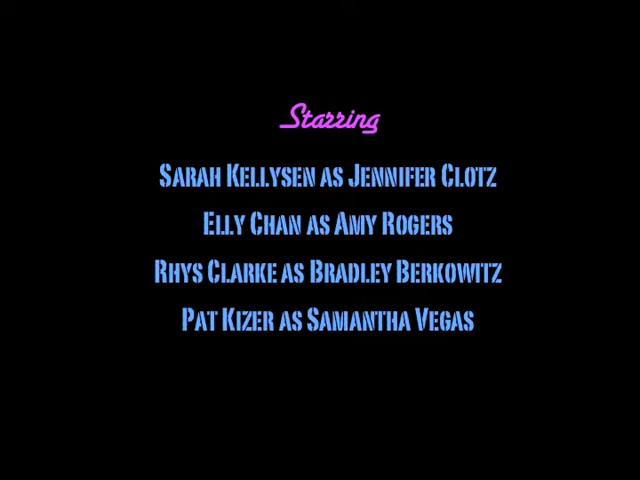 Starring
Sarah Kellysen as Jennifer Clotz
Elly Chan as Amy Rogers
Rhys Clarke as Bradley Berkowitz
Pat Kizer as Samantha Vegas